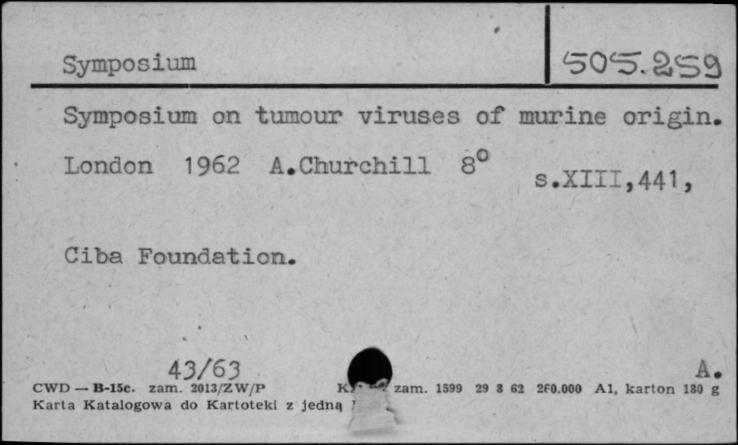 Symposium 505.259
Symposium on tumour viruses of murine origin.
London 1962 A.Churchill 8° s.XIII,441,
Ciba Foundation.
43/63 A.
CWD — B-15c. zam. 2013/ZW/P zam. 1599 29 8 62 260.000 A1, karton 180 g
Karta Katalogowa do Kartoteki z jedną